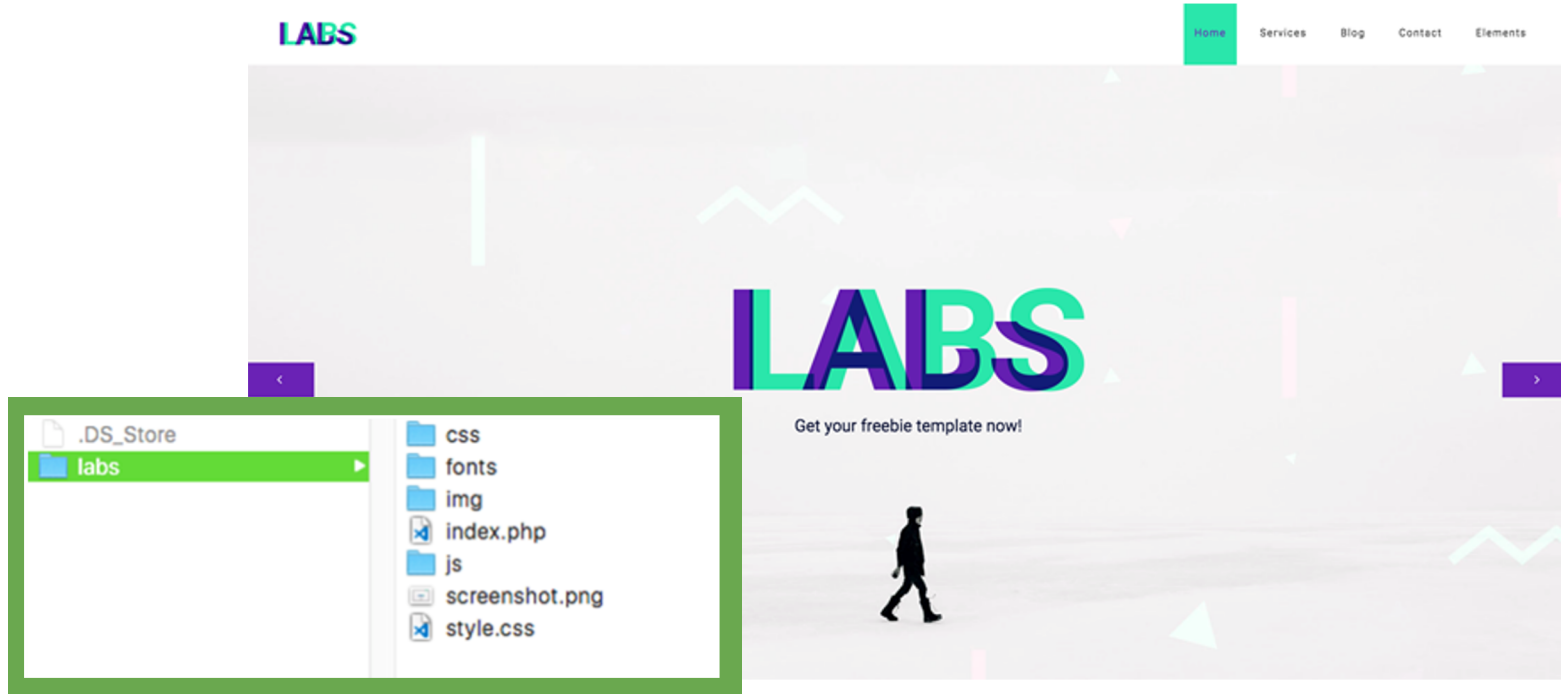 LABS
Home Services Blog Contact Elements
LABS
Get your freebie template now!
.DS_Store
labs
css
fonts
img
index.php
js
screenshot.png
style.css